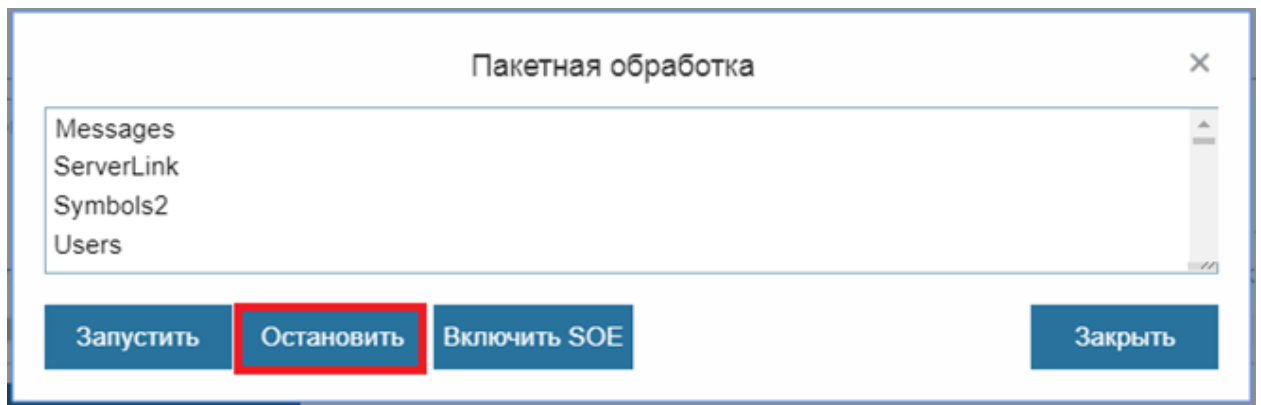 Пакетная обработка
Messages
ServerLink
Symbols2
Users
Запустить Остановить Включить SOE Закрыть